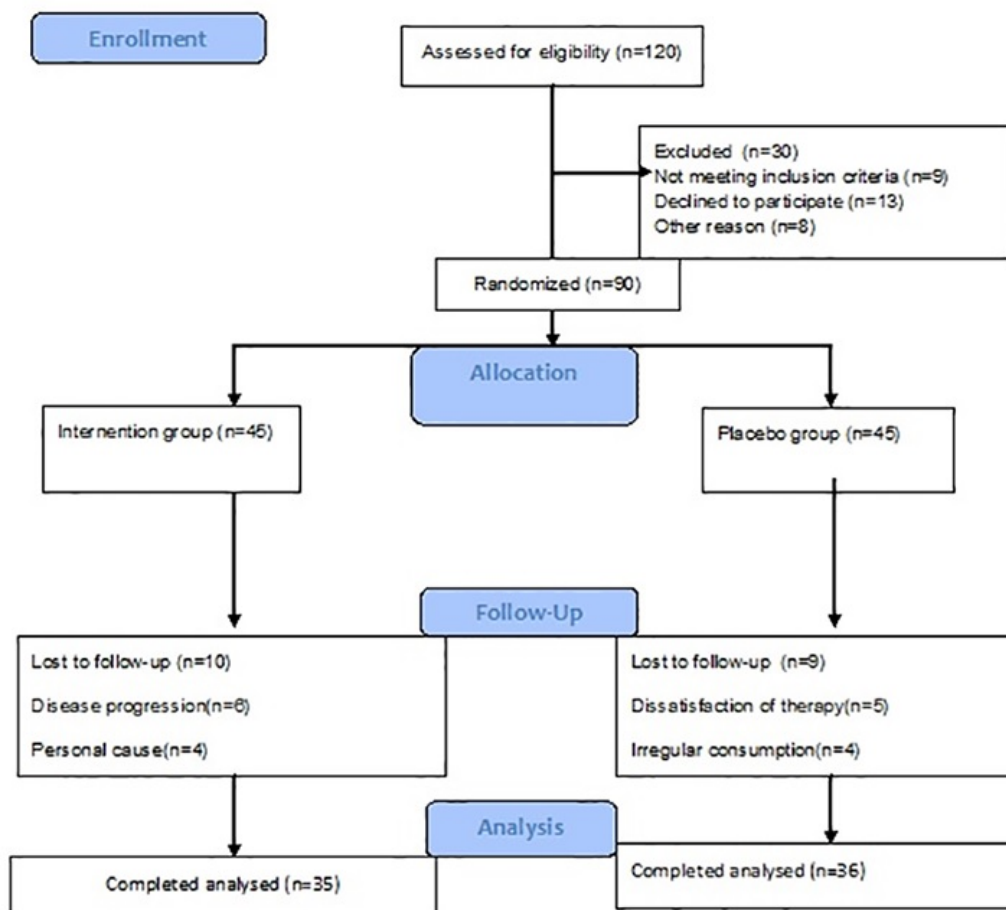 Enrollment
Assessed for eligibility (n=120)
Excluded (n=30)
Not meeting inclusion criteria (n=9)
Declined to participate (n=13)
Other reason (n=8)
Randomized (n=90)
Allocation
Internention group (n=45)
Placebo group (n=45)
Follow-Up
Lost to follow-up (n=10)
Disease progression(n=6)
Personal cause(n=4)
Lost to follow-up (n=9)
Dissatisfaction of therapy(n=5)
Irregular consumption(n=4)
Analysis
Completed analysed (n=35)
Completed analysed (n=36)